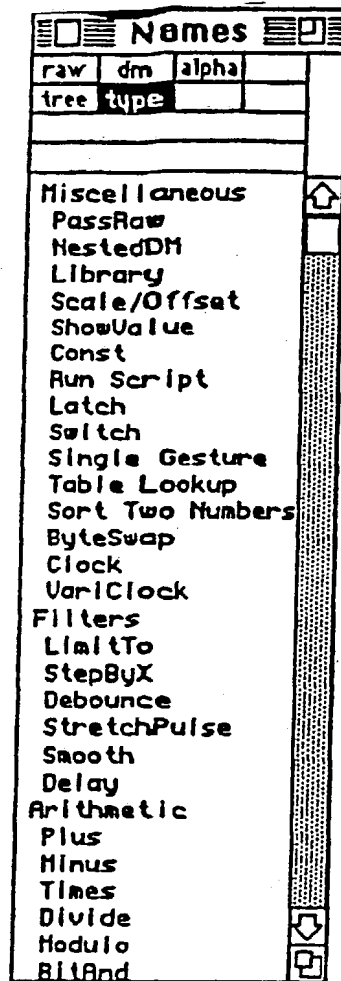 Names
raw dm alpha
tree type
Miscellaneous
PassRaw
NestedDM
Library
Scale/Offset
ShowValue
Const
Run Script
Latch
Switch
Single Gesture
Table Lookup
Sort Two Numbers
ByteSwap
Clock
VariClock
Filters
LimitTo
StepByX
Debounce
StretchPulse
Smooth
Delay
Arithmetic
Plus
Minus
Times
Divide
Modulo
BitAnd